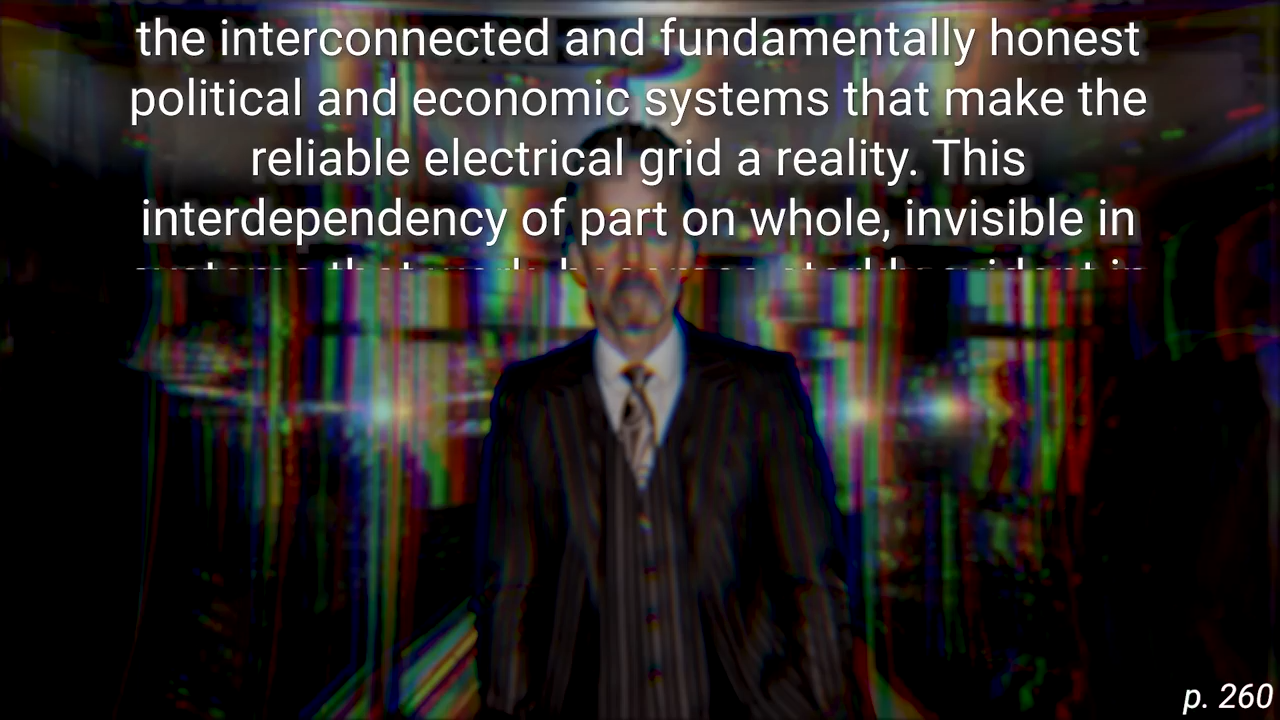 the interconnected and fundamentally honest
political and economic systems that make the
reliable electrical grid a reality. This
interdependency of part on whole, invisible in
p. 260